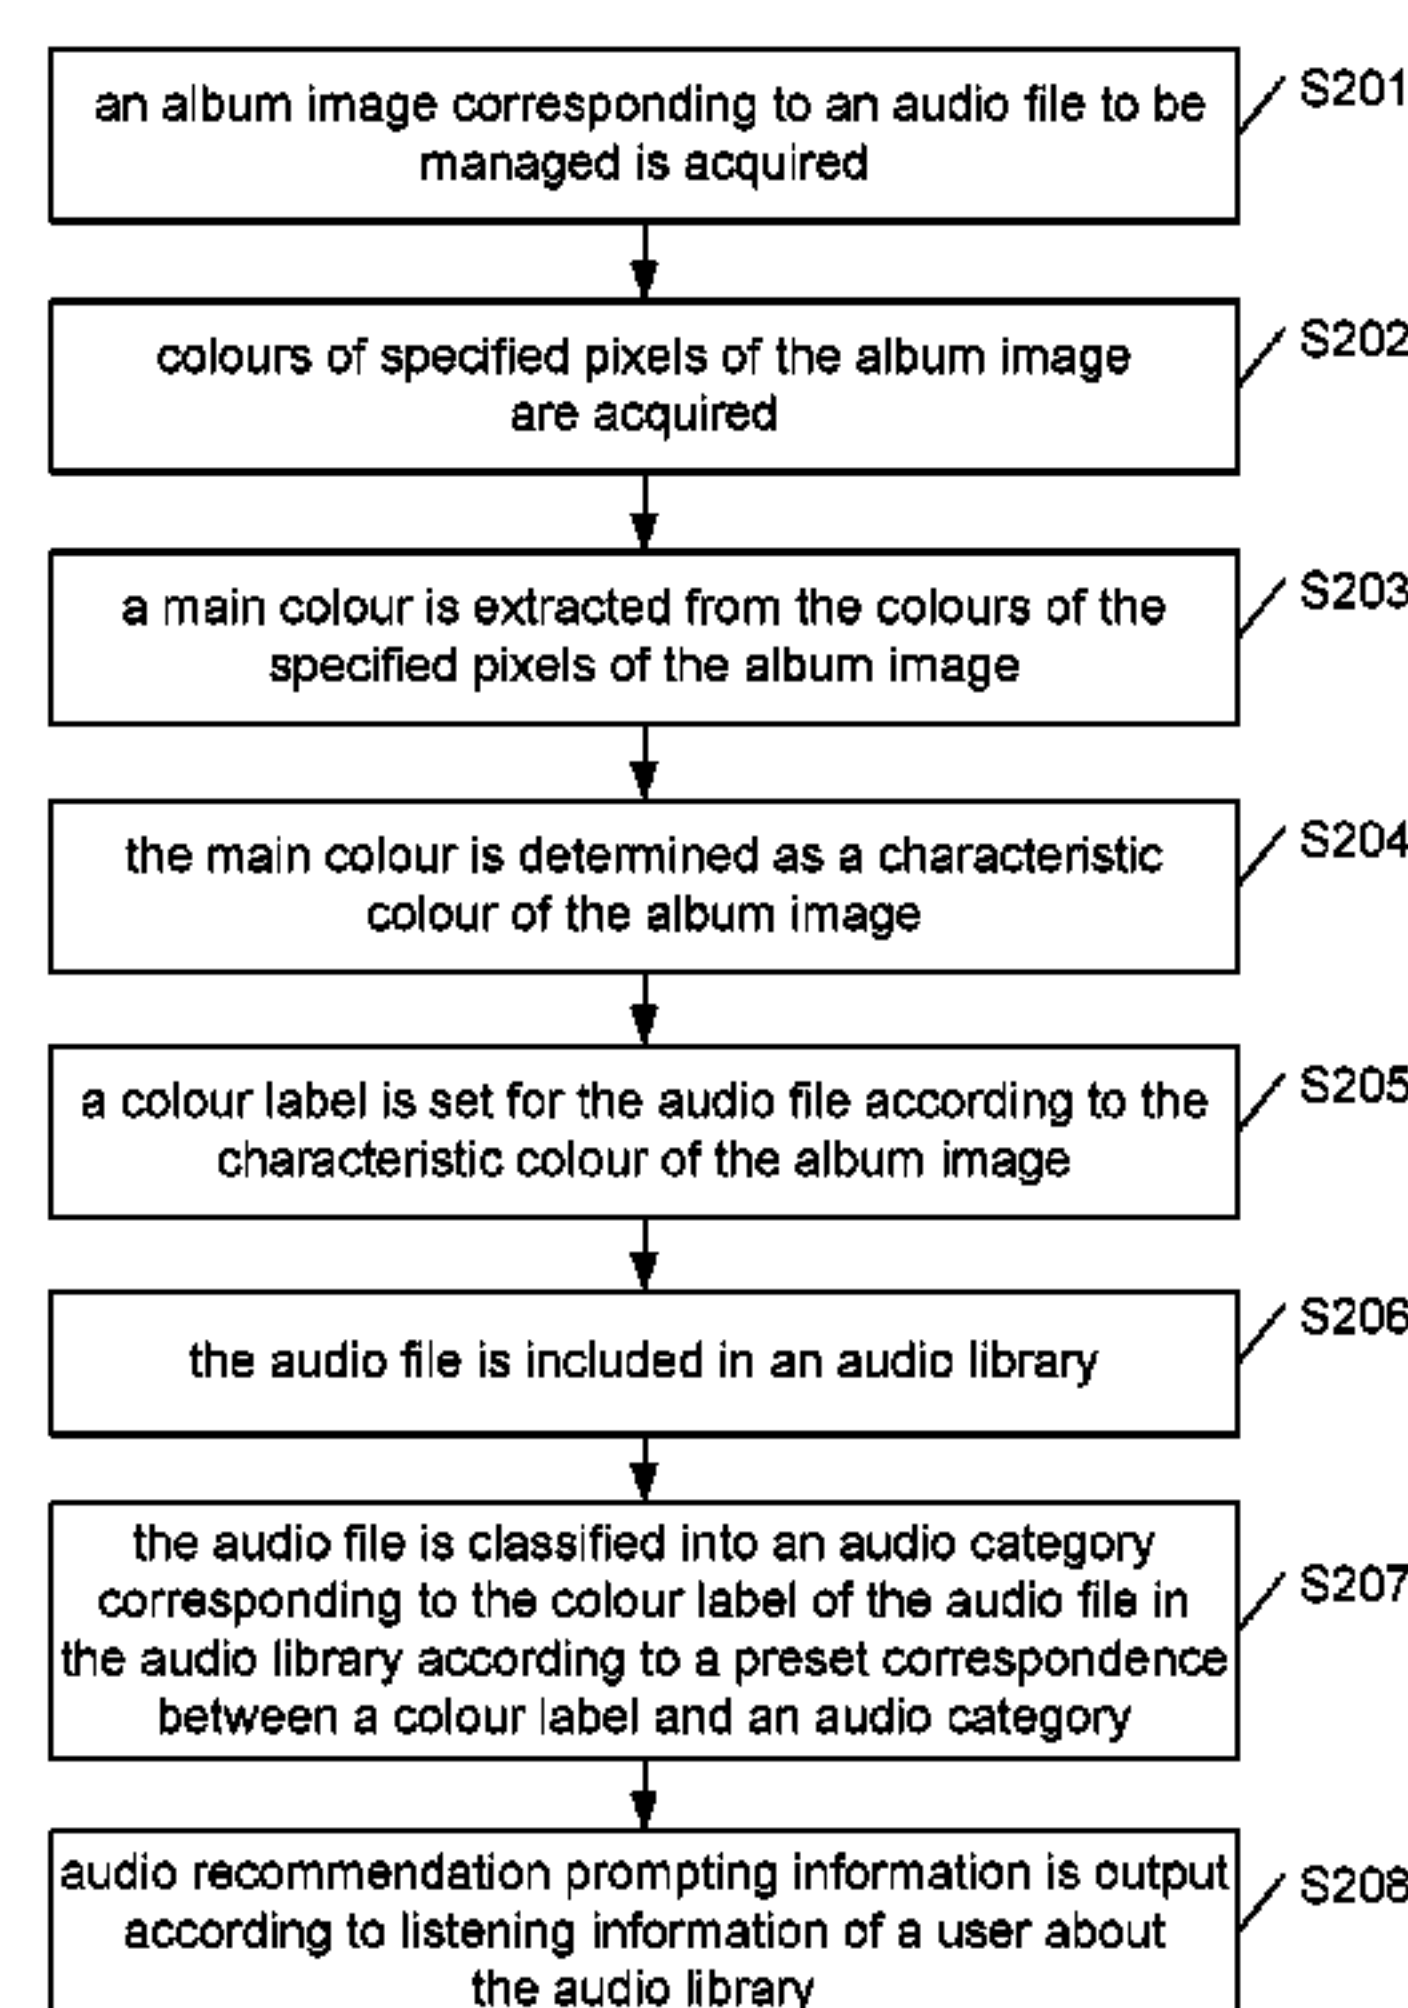 an album image corresponding to an audio file to be
managed is acquired
S201
colours of specified pixels of the album image
are acquired
S202
a main colour is extracted from the colours of the
specified pixels of the album image
S203
the main colour is determined as a characteristic
colour of the album image
S204
a colour label is set for the audio file according to the
characteristic colour of the album image
S205
the audio file is included in an audio library
S206
the audio file is classified into an audio category
corresponding to the colour label of the audio file in
the audio library according to a preset correspondence
between a colour label and an audio category
S207
audio recommendation prompting information is output
according to listening information of a user about
the audio library
S208